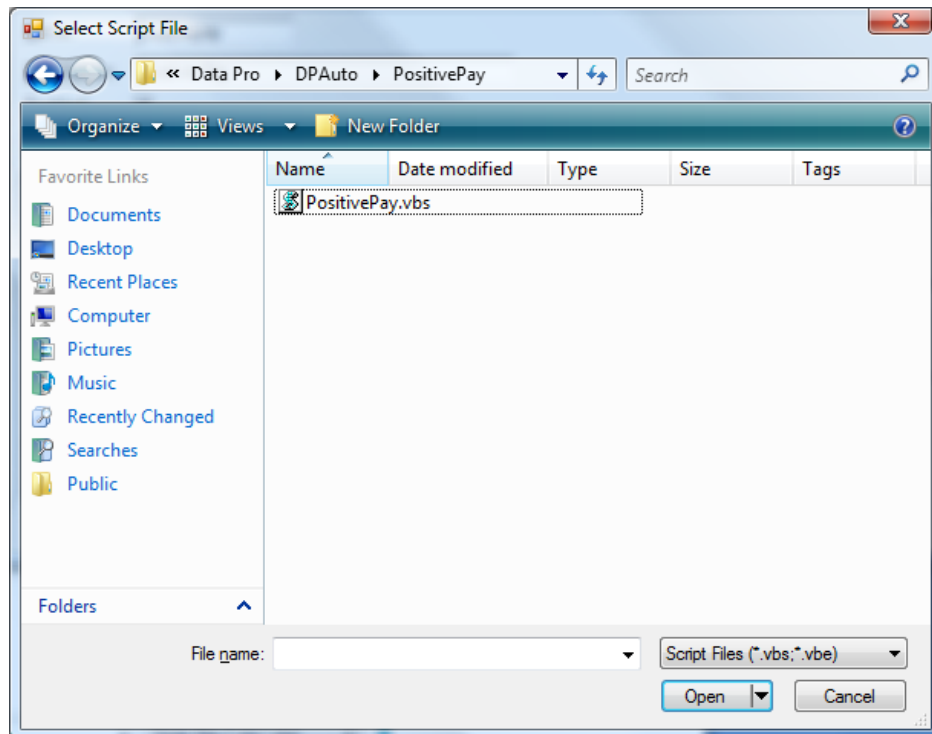 Select Script File
« Data Pro ▸ DPAuto ▸ PositivePay Search
Organize Views New Folder
Favorite Links
Documents
Desktop
Recent Places
Computer
Pictures
Music
Recently Changed
Searches
Public
Folders
Name Date modified Type Size Tags
PositivePay.vbs
File name: Script Files (*.vbs;*.vbe)
Open Cancel